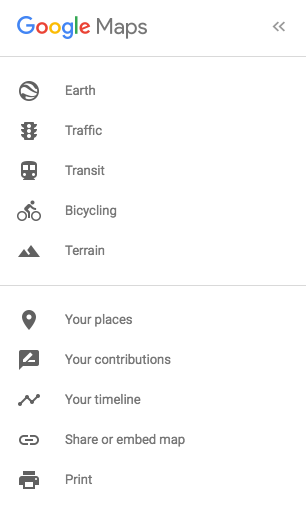 Google Maps
Earth
Traffic
Transit
Bicycling
Terrain
Your places
Your contributions
Your timeline
Share or embed map
Print